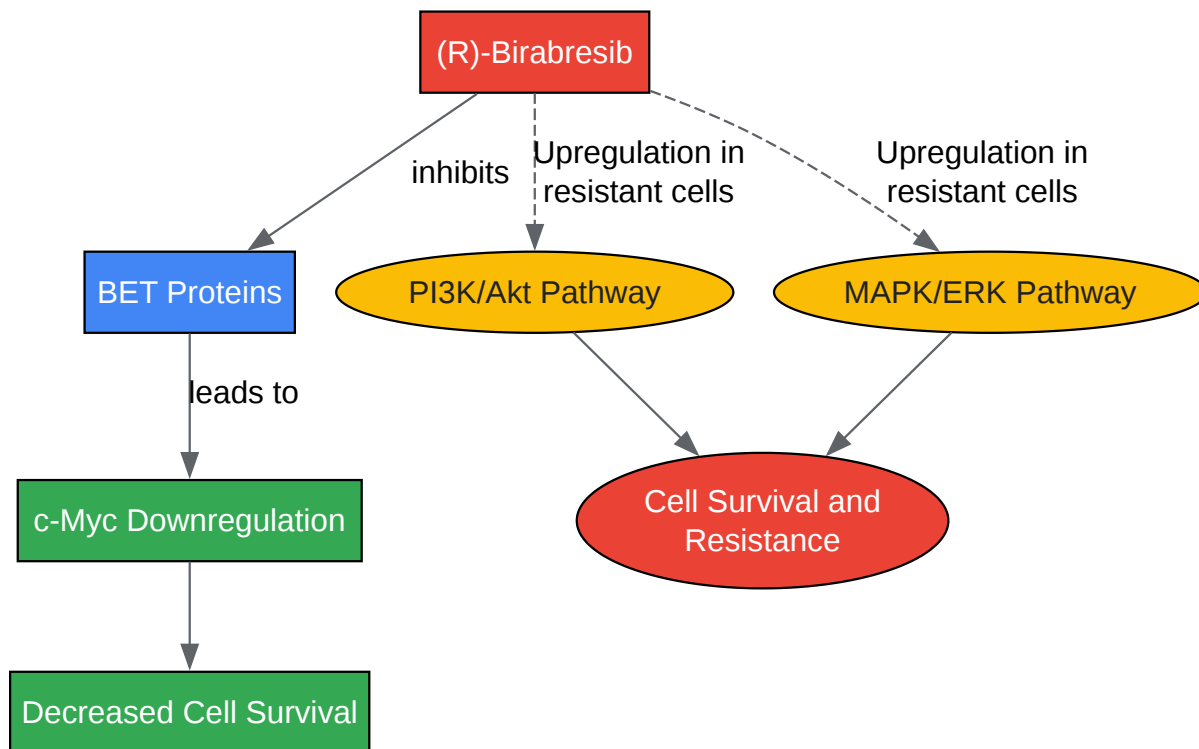 (R)-Birabresib
inhibits
Upregulation in
resistant cells
Upregulation in
resistant cells
BET Proteins
PI3K/Akt Pathway
MAPK/ERK Pathway
leads to
c-Myc Downregulation
Cell Survival and
Resistance
Decreased Cell Survival